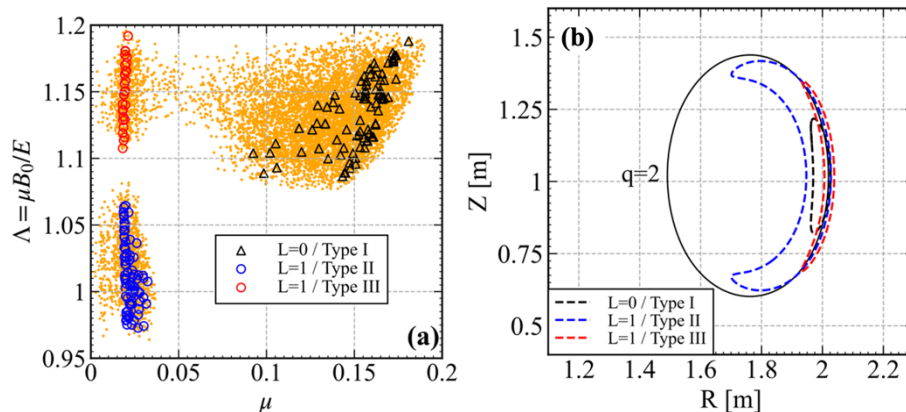 1.2
1.15
1.1
1.05
1
0.95
Λ = μB₀/E
△ L=0 / Type I
○ L=1 / Type II
○ L=1 / Type III
(a)
0 0.05 0.1 0.15 0.2
μ
(b)
1.5
1.25
1
0.75
0.5
Z [m]
q=2
L=0 / Type I
L=1 / Type II
L=1 / Type III
1.2 1.4 1.6 1.8 2 2.2
R [m]